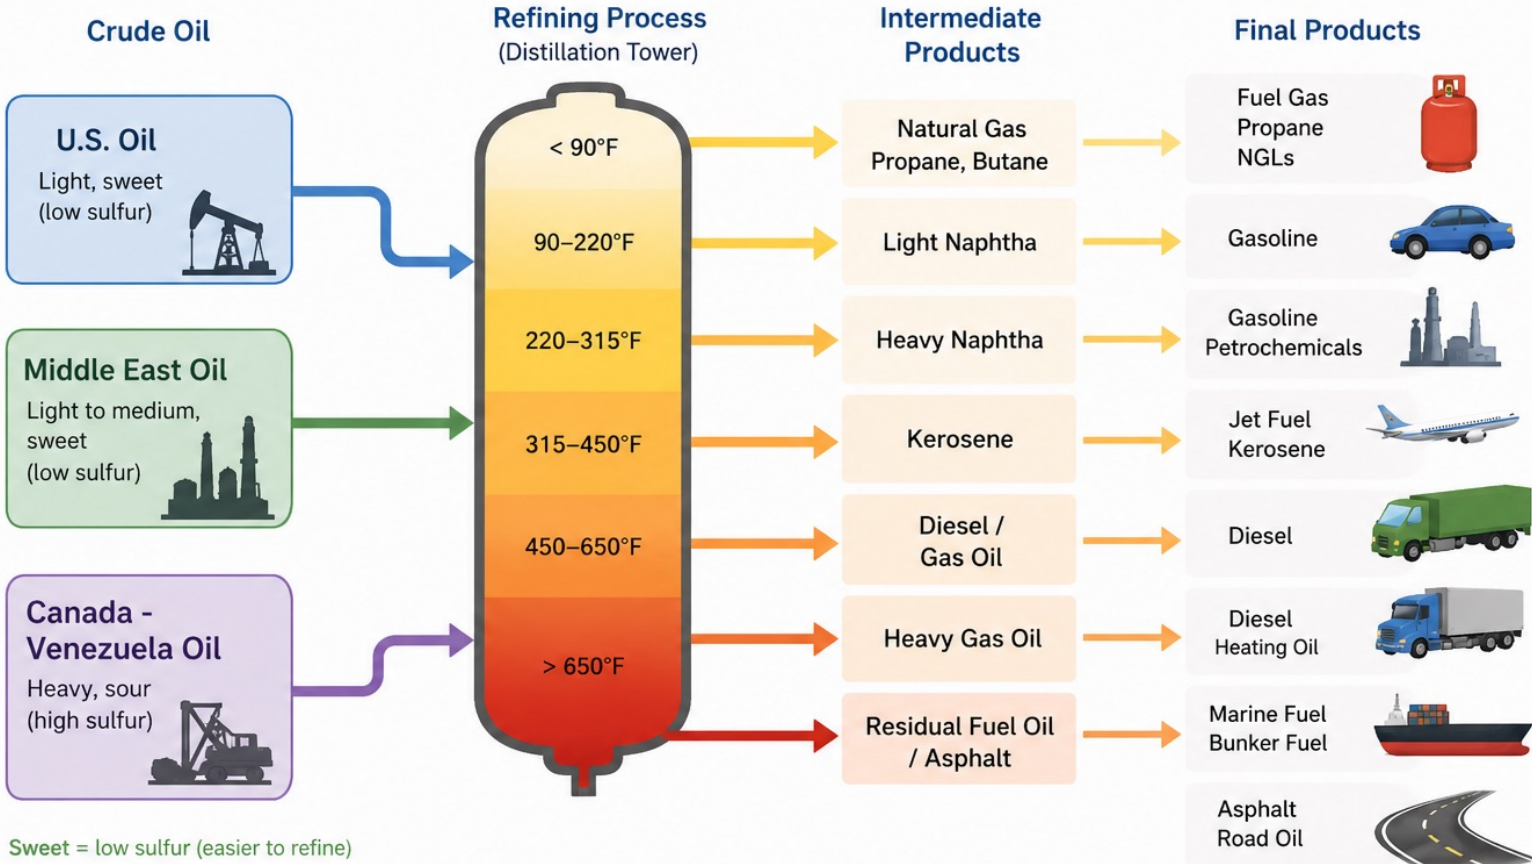 Crude Oil
U.S. Oil
Light, sweet
(low sulfur)
Middle East Oil
Light to medium,
sweet
(low sulfur)
Canada -
Venezuela Oil
Heavy, sour
(high sulfur)
Sweet = low sulfur (easier to refine)
Refining Process
(Distillation Tower)
< 90°F
90–220°F
220–315°F
315–450°F
450–650°F
> 650°F
Intermediate
Products
Natural Gas
Propane, Butane
Light Naphtha
Heavy Naphtha
Kerosene
Diesel /
Gas Oil
Heavy Gas Oil
Residual Fuel Oil
/ Asphalt
Final Products
Fuel Gas
Propane
NGLs
Gasoline
Gasoline
Petrochemicals
Jet Fuel
Kerosene
Diesel
Diesel
Heating Oil
Marine Fuel
Bunker Fuel
Asphalt
Road Oil